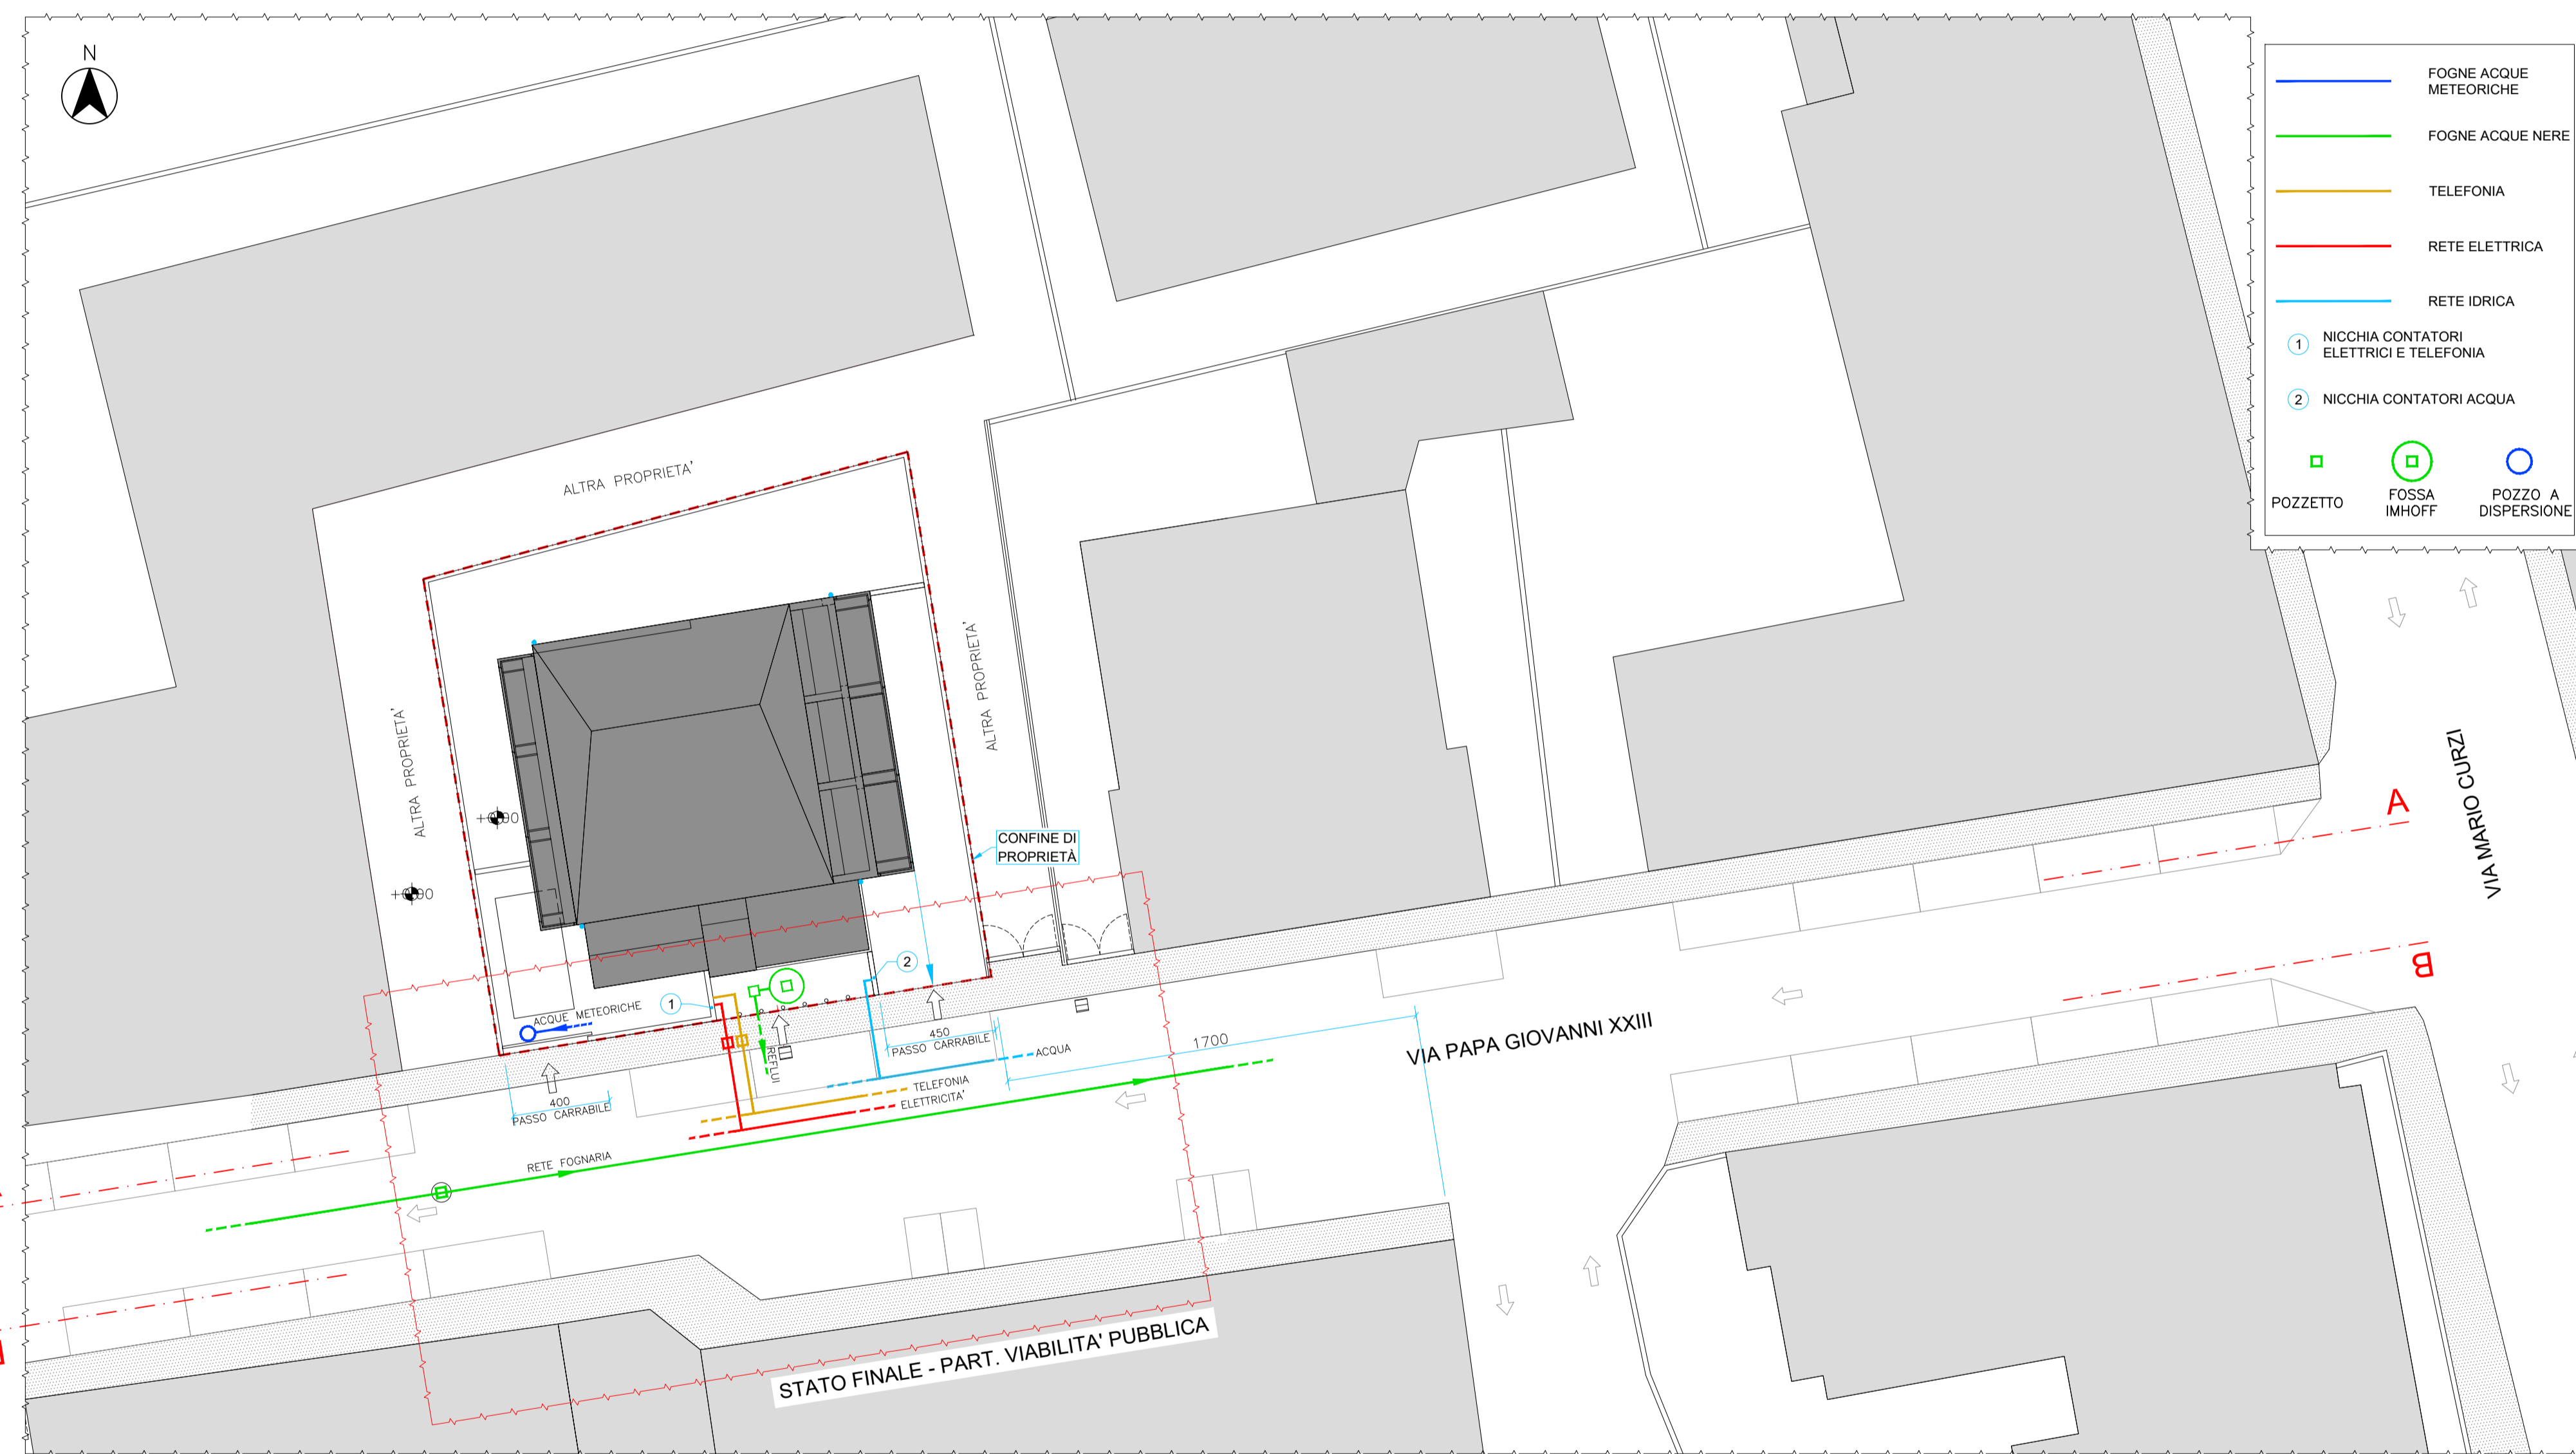 N
FOGNE ACQUE
METEORICHE
FOGNE ACQUE NERE
TELEFONIA
RETE ELETTRICA
RETE IDRICA
1
NICCHIA CONTATORI
ELETTRICI E TELEFONIA
2
NICCHIA CONTATORI ACQUA
POZZETTO
FOSSA
IMHOFF
POZZO A
DISPERSIONE
ALTRA PROPRIETA'
ALTRA PROPRIETA'
ALTRA PROPRIETA'
CONFINE DI
PROPRIETÀ
VIA MARIO CURZI
A
B
2
1
ACQUE METEORICHE
REFLUI
450
PASSO CARRABILE
ACQUA
1700
VIA PAPA GIOVANNI XXIII
TELEFONIA
ELETTRICITA'
400
PASSO CARRABILE
RETE FOGNARIA
STATO FINALE - PART. VIABILITA' PUBBLICA